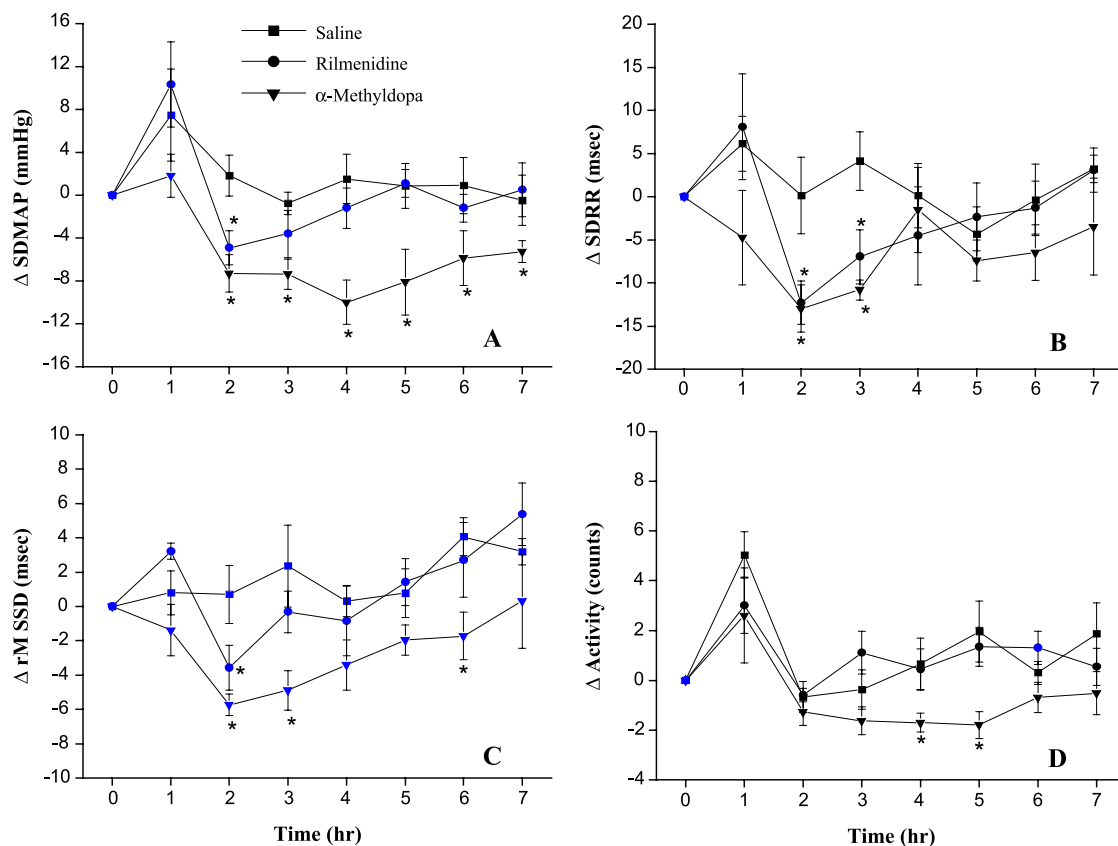 Saline
Rilmenidine
α-Methyldopa
Δ SDMAP (mmHg)
16
12
8
4
0
-4
-8
-12
-16
* * * * * * *
A
0 1 2 3 4 5 6 7
Δ SDRR (msec)
20
15
10
5
0
-5
-10
-15
-20
* * * *
B
0 1 2 3 4 5 6 7
Δ rM SSD (msec)
10
8
6
4
2
0
-2
-4
-6
-8
-10
* * * *
C
0 1 2 3 4 5 6 7
Time (hr)
Δ Activity (counts)
10
8
6
4
2
0
-2
-4
* *
D
0 1 2 3 4 5 6 7
Time (hr)